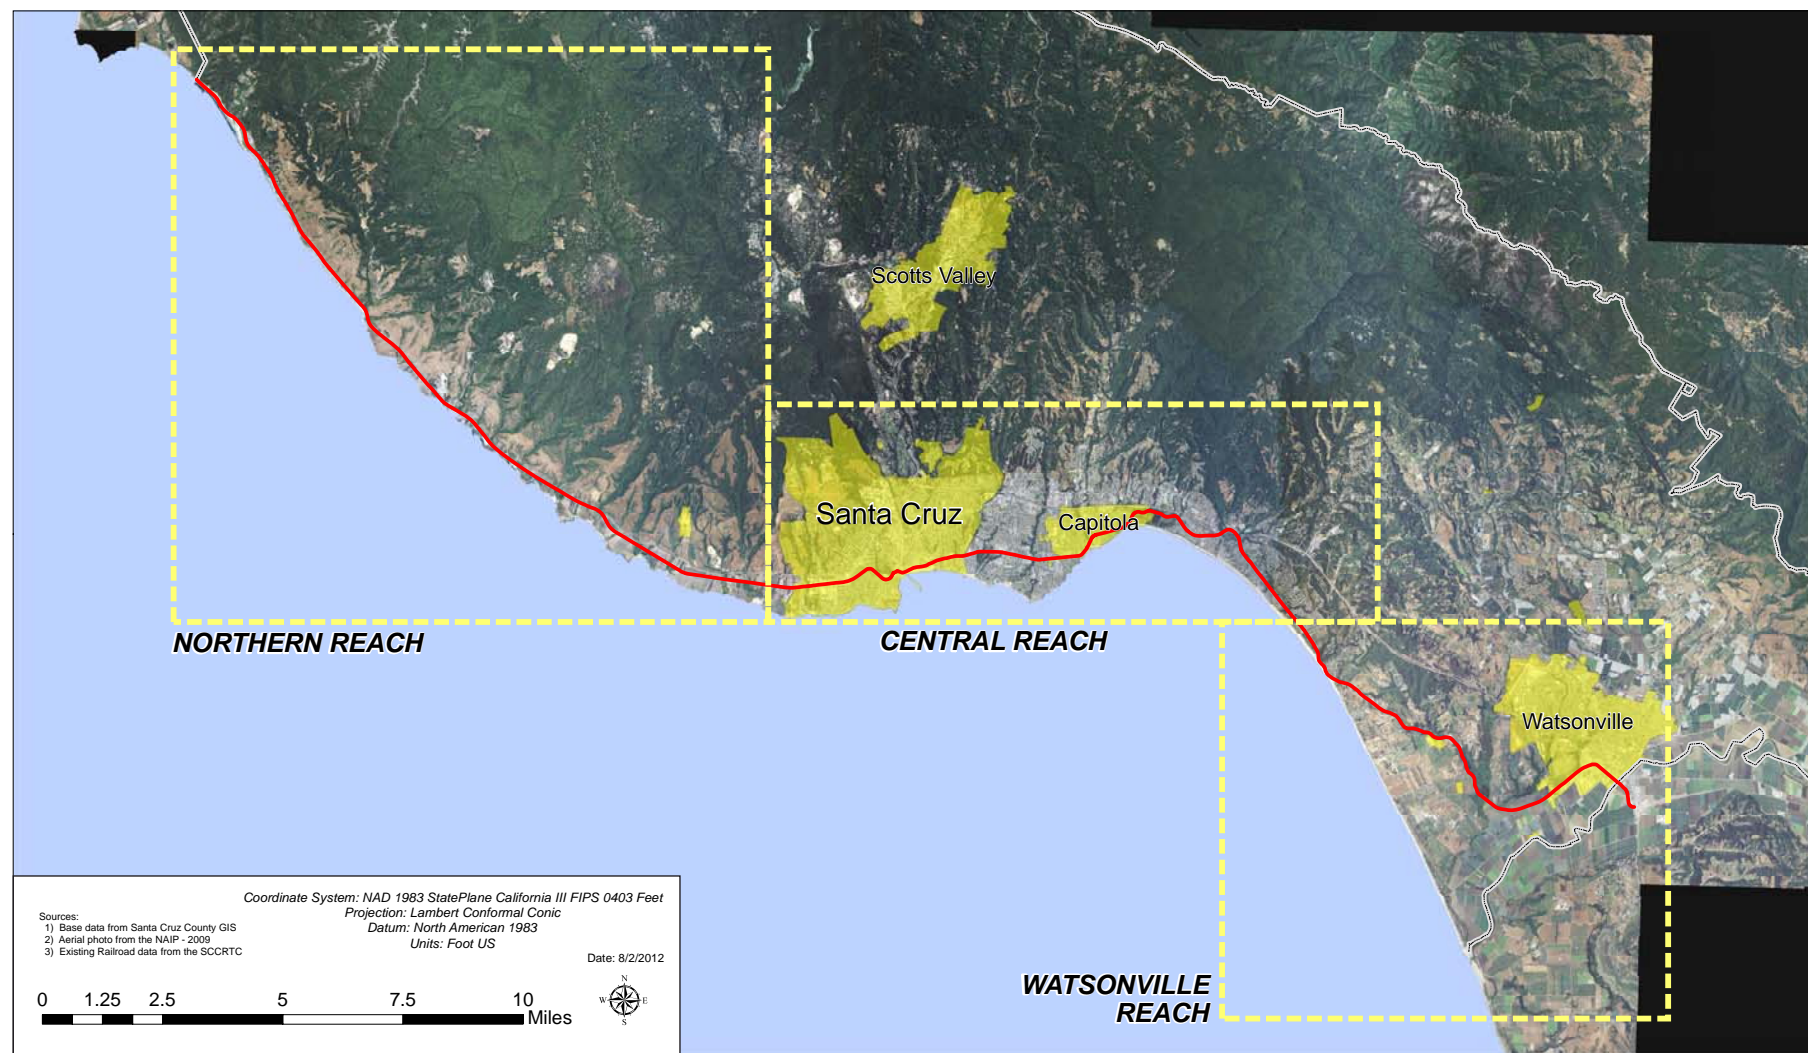 Scotts Valley
Santa Cruz
Capitola
NORTHERN REACH
CENTRAL REACH
Watsonville
WATSONVILLE
REACH
Coordinate System: NAD 1983 StatePlane California III FIPS 0403 Feet
Projection: Lambert Conformal Conic
Datum: North American 1983
Units: Foot US
Sources:
1) Base data from Santa Cruz County GIS
2) Aerial photo from the NAIP - 2009
3) Existing Railroad data from the SCCRTC
Date: 8/2/2012
N
W E
S
0 1.25 2.5 5 7.5 10
Miles